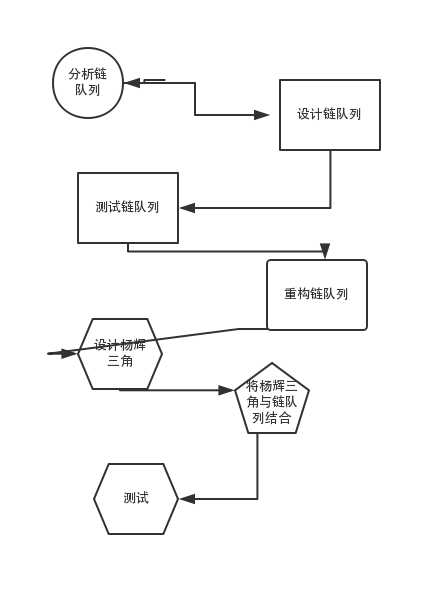 分析链
队列
设计链队列
测试链队列
重构链队列
设计杨辉
三角
将杨辉三
角与链队
列结合
测试